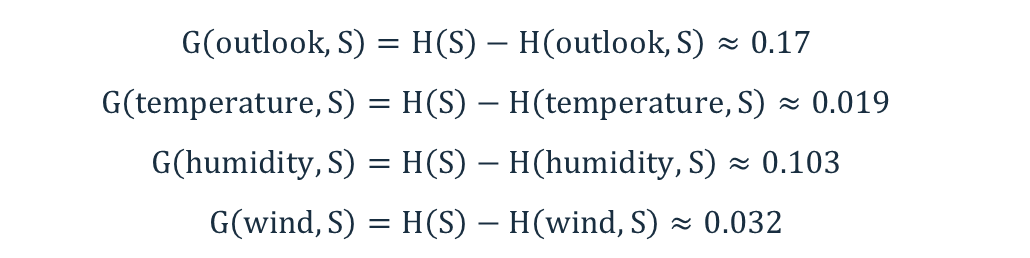 G(outlook, S) = H(S) − H(outlook, S) ≈ 0.17
G(temperature, S) = H(S) − H(temperature, S) ≈ 0.019
G(humidity, S) = H(S) − H(humidity, S) ≈ 0.103
G(wind, S) = H(S) − H(wind, S) ≈ 0.032